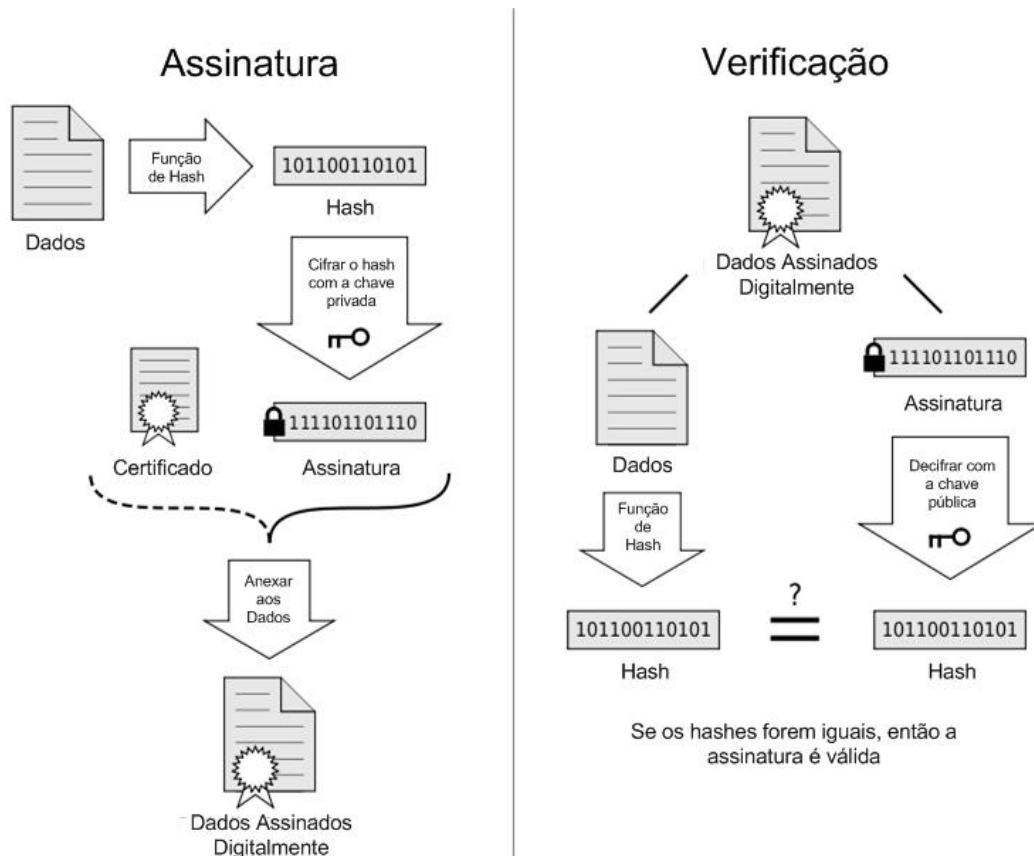 Assinatura
Dados
Função
de Hash
101100110101
Hash
Cifrar o hash
com a chave
privada
Certificado
111101101110
Assinatura
Anexar
aos
Dados
Dados Assinados
Digitalmente
Verificação
Dados Assinados
Digitalmente
Dados
111101101110
Assinatura
Função
de
Hash
Decifrar com
a chave
pública
101100110101
Hash
?
=
101100110101
Hash
Se os hashes forem iguais, então a
assinatura é válida